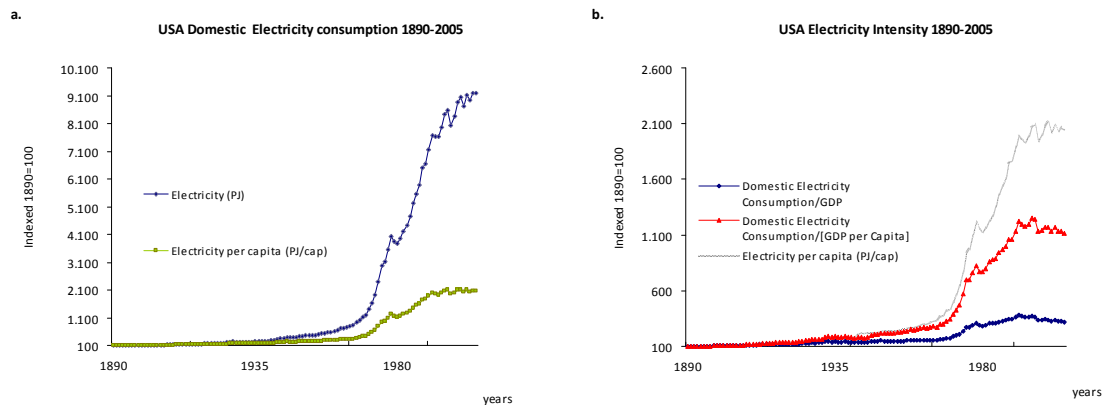 a.
USA Domestic Electricity consumption 1890-2005
Indexed 1890=100
10.100
9.100
8.100
7.100
6.100
5.100
4.100
3.100
2.100
1.100
100
Electricity (PJ)
Electricity per capita (PJ/cap)
1890
1935
1980
years
b.
USA Electricity Intensity 1890-2005
Indexed 1890=100
2.600
2.100
1.600
1.100
600
100
Domestic Electricity
Consumption/GDP
Domestic Electricity
Consumption/[GDP per Capita]
Electricity per capita (PJ/cap)
1890
1935
1980
years